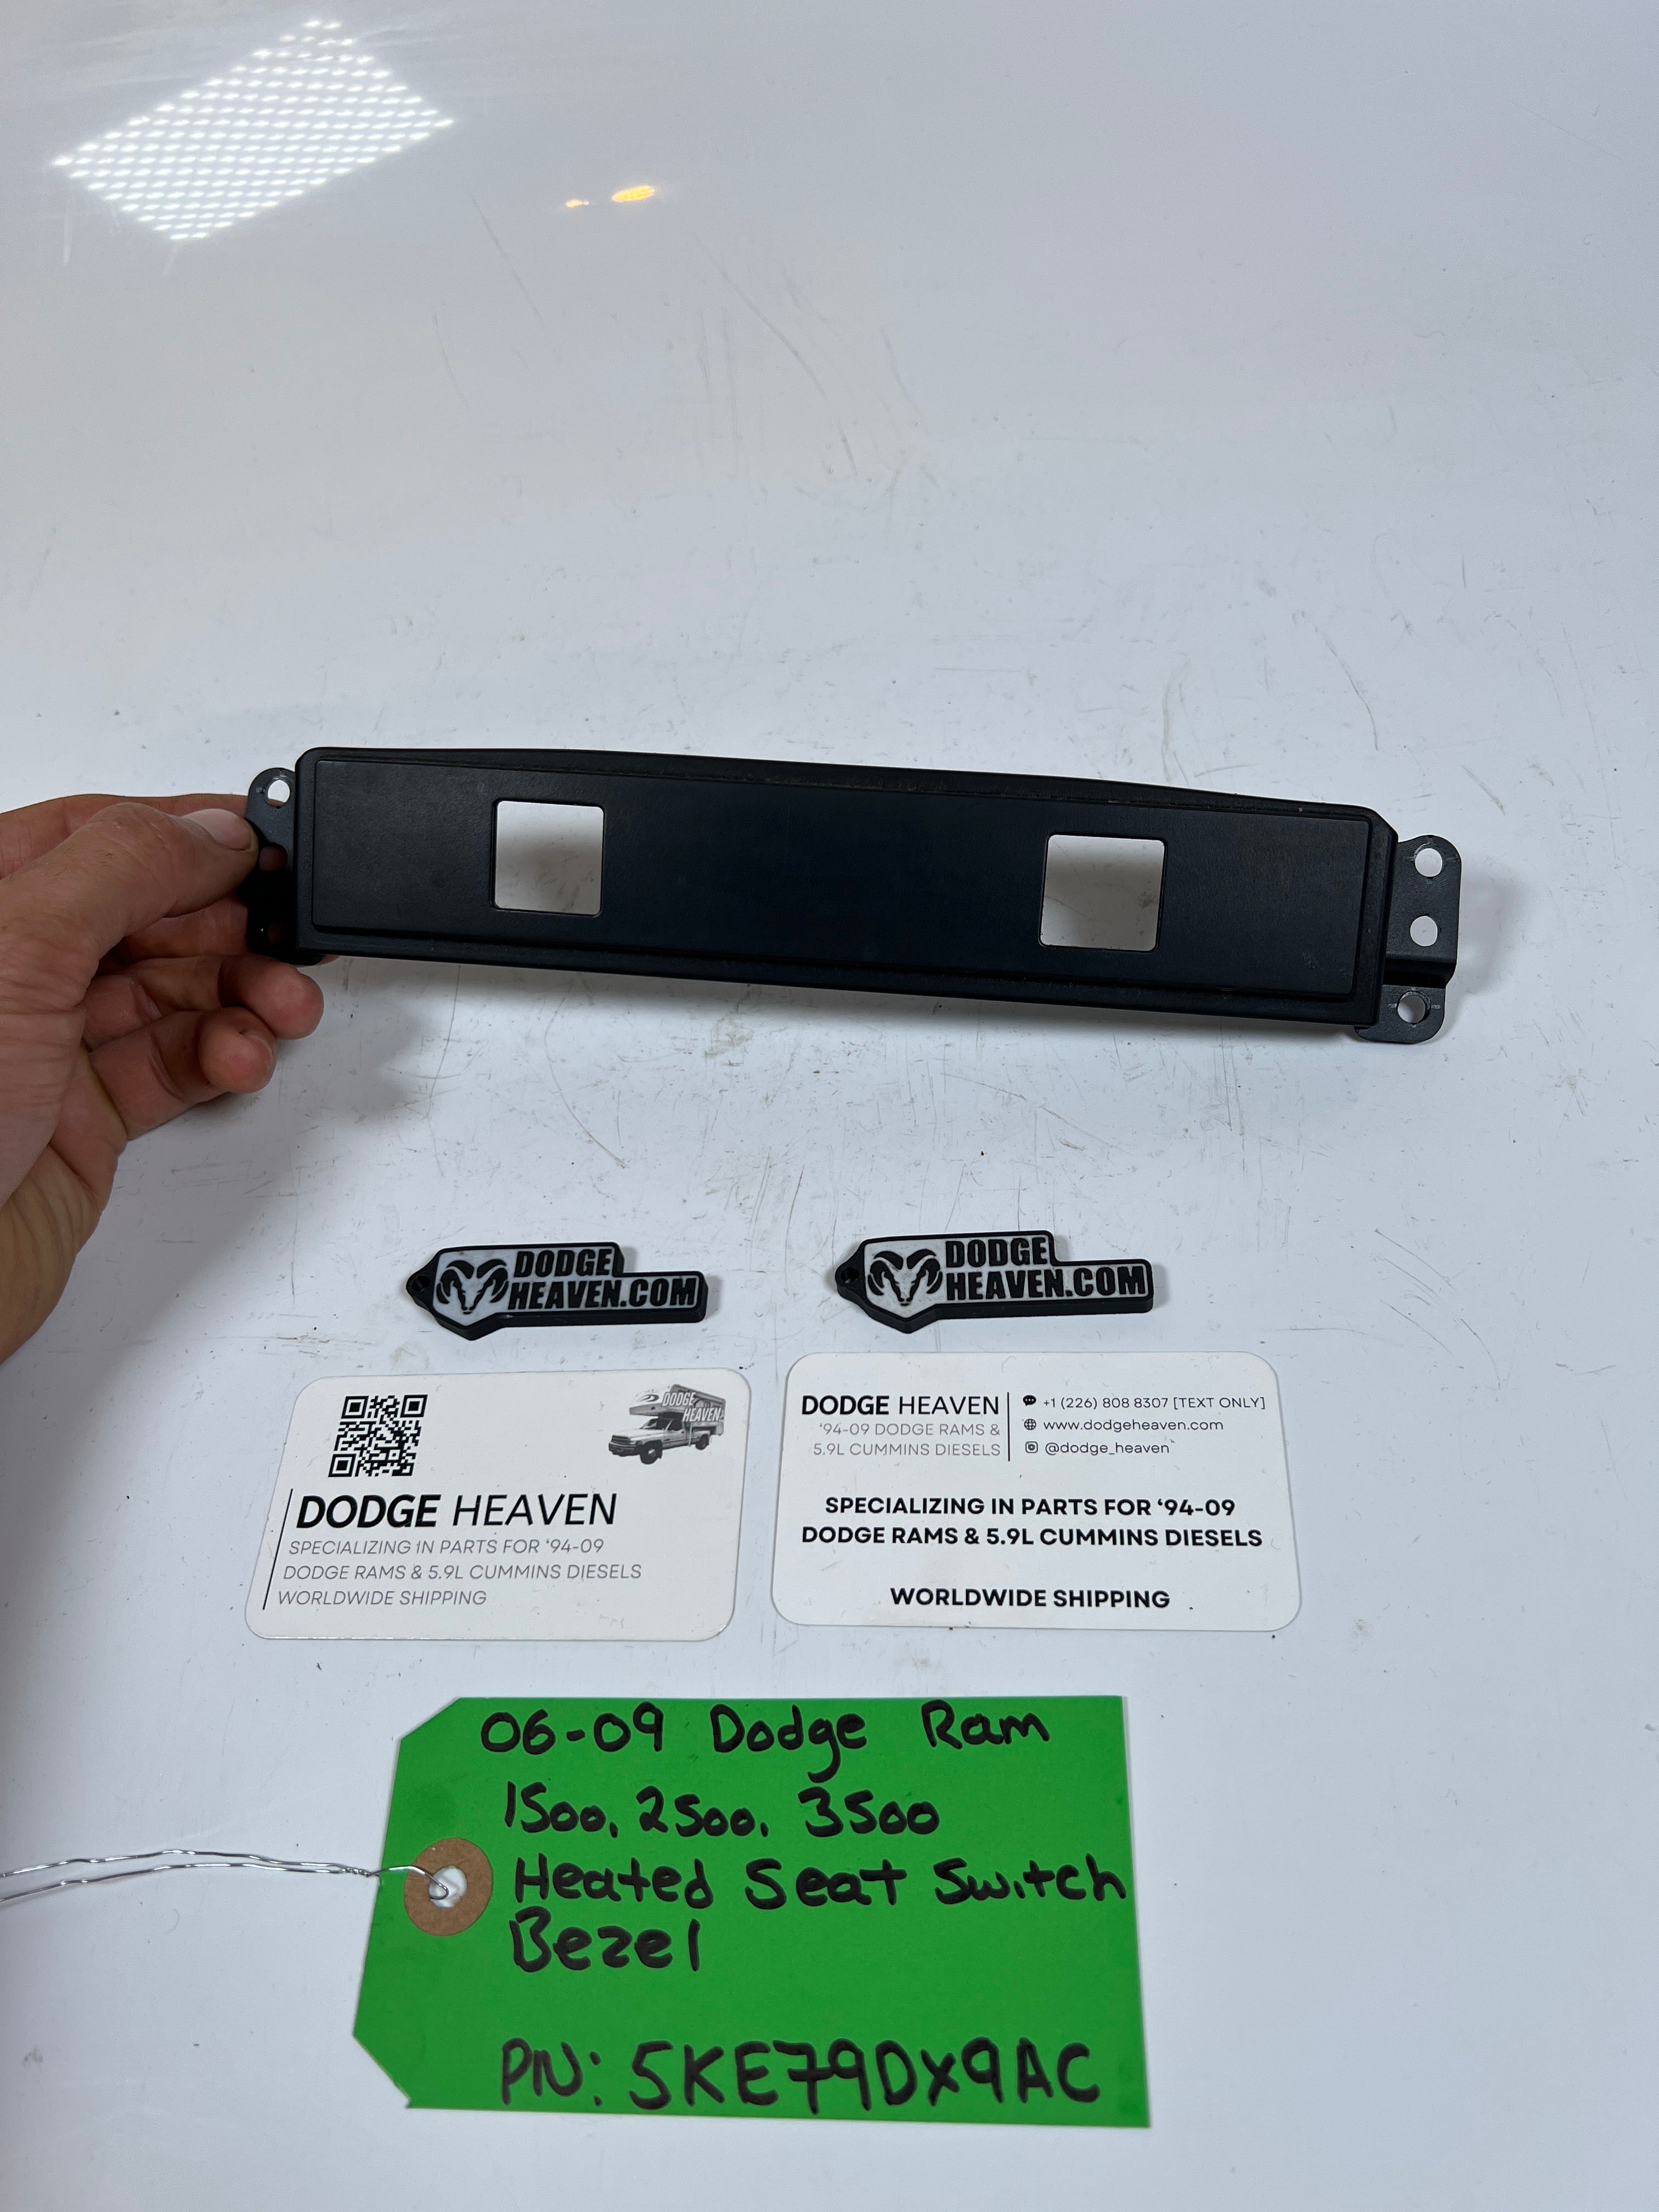 DODGE
HEAVEN.COM
DODGE
HEAVEN.COM
DODGE
HEAVEN
DODGE HEAVEN
SPECIALIZING IN PARTS FOR '94-09
DODGE RAMS & 5.9L CUMMINS DIESELS
WORLDWIDE SHIPPING
DODGE HEAVEN
'94-09 DODGE RAMS &
5.9L CUMMINS DIESELS
+1 (226) 808 8307 [TEXT ONLY]
www.dodgeheaven.com
@dodge_heaven
SPECIALIZING IN PARTS FOR '94-09
DODGE RAMS & 5.9L CUMMINS DIESELS
WORLDWIDE SHIPPING
06-09 Dodge Ram
1500, 2500, 3500
Heated Seat Switch
Bezel
PN: 5KE79DX9AC